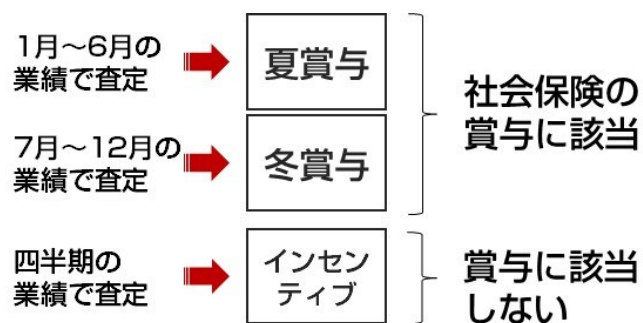 1月～6月の
業績で査定
夏賞与
7月～12月の
業績で査定
冬賞与
社会保険の
賞与に該当
四半期の
業績で査定
インセン
ティブ
賞与に該当
しない